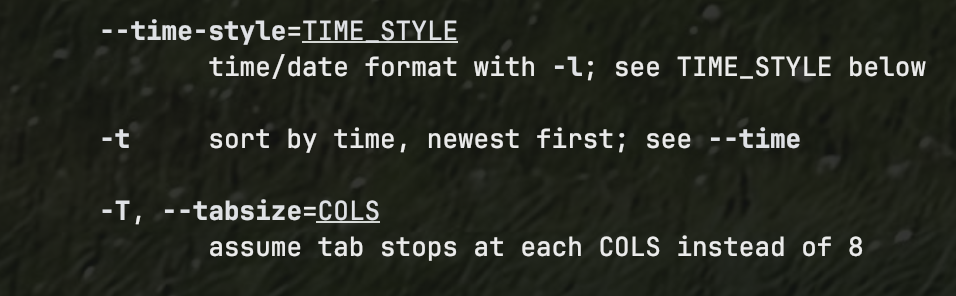 --time-style=TIME_STYLE
time/date format with -l; see TIME_STYLE below
-t sort by time, newest first; see --time
-T, --tabsize=COLS
assume tab stops at each COLS instead of 8